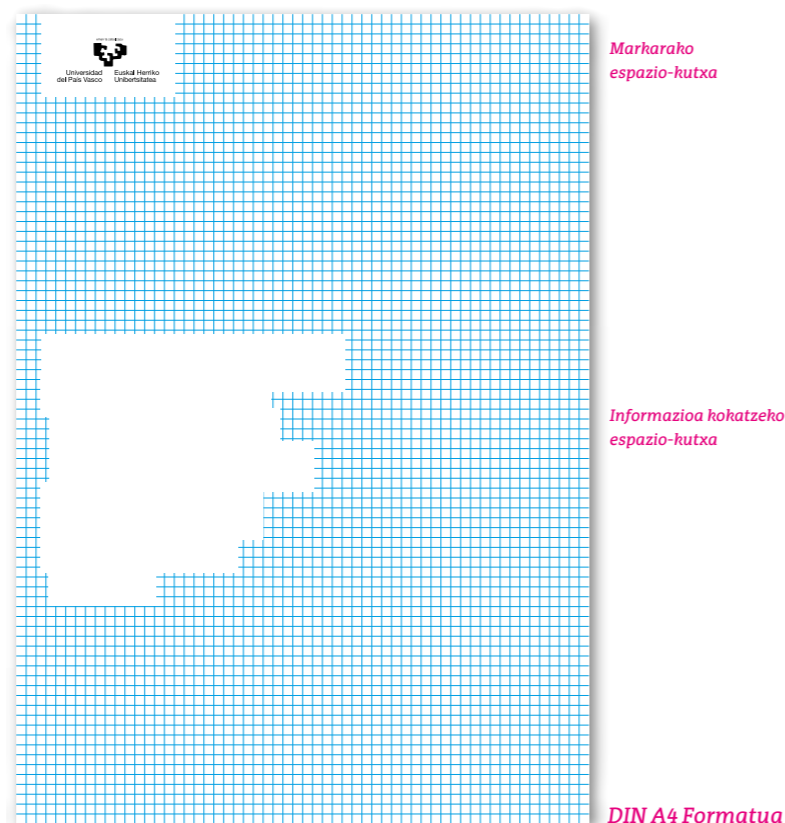 Universidad
del País Vasco
Euskal Herriko
Unibertsitatea
Markarako
espazio-kutxa
Informazioa kokatzeko
espazio-kutxa
DIN A4 Formatua